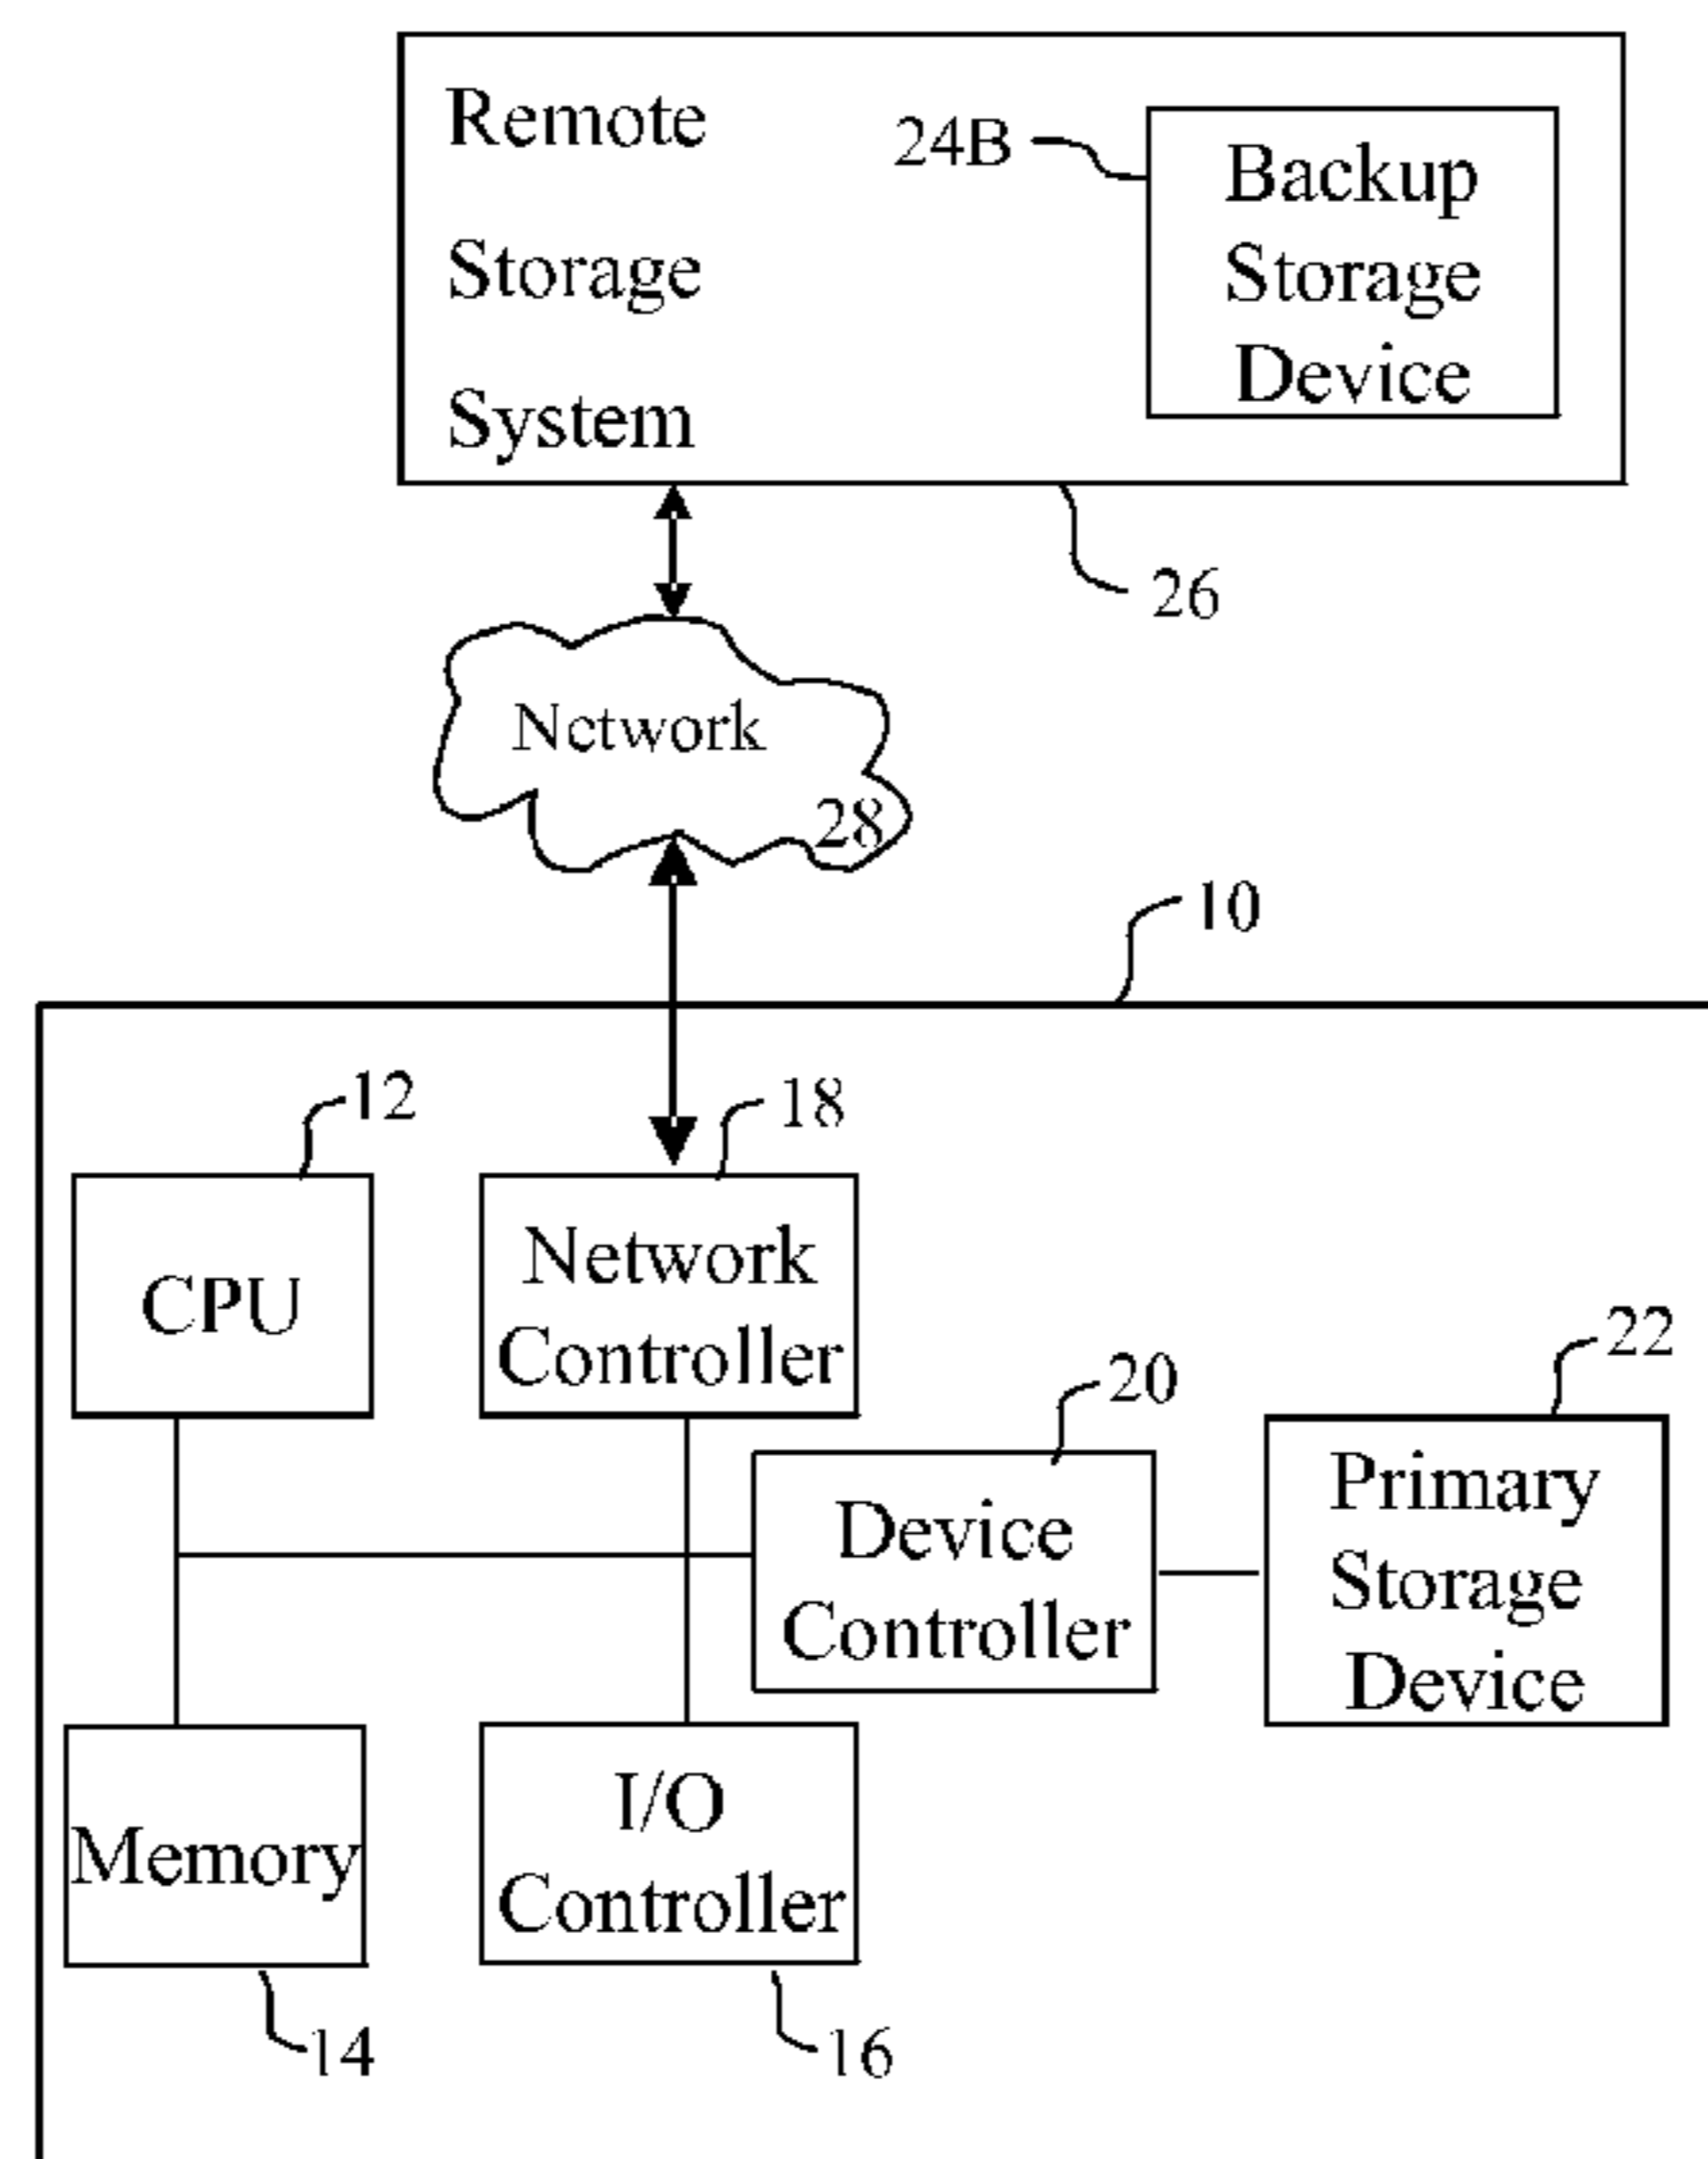 Remote
Storage
System
24B
Backup
Storage
Device
26
Network
28
10
12
18
CPU
Network
Controller
20
22
Device
Controller
Primary
Storage
Device
Memory
I/O
Controller
14
16